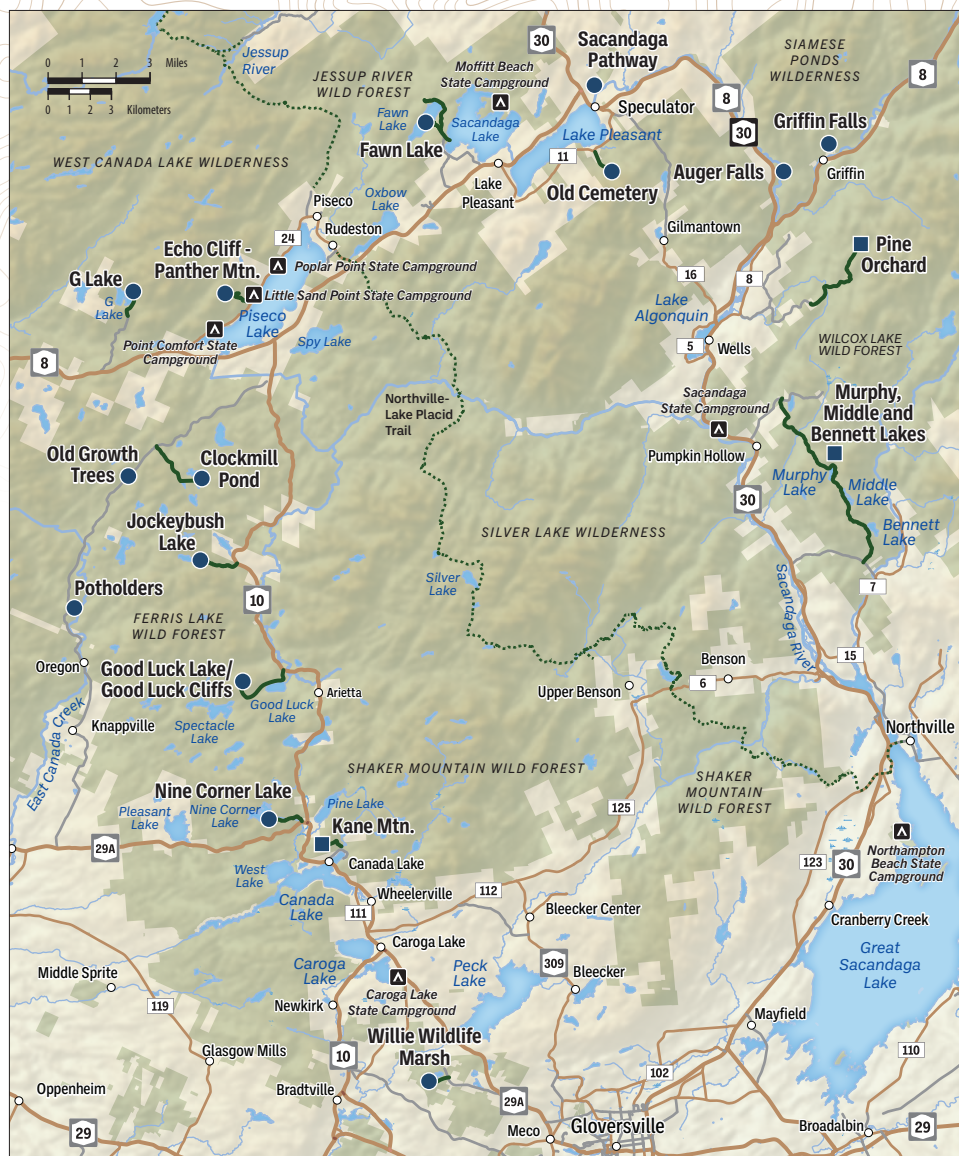 30
Sacandaga
Pathway
SIAMESE
PONDS
WILDERNESS
0 1 2 3 Miles
0 1 2 3 Kilometers
Jessup
River
JESSUP RIVER
WILD FOREST
Moffitt Beach
State Campground
8
8
30
Speculator
Fawn
Lake
Sacandaga
Lake
Lake Pleasant
Griffin Falls
Fawn Lake
WEST CANADA LAKE WILDERNESS
11
Lake
Pleasant
Old Cemetery
Auger Falls
Griffin
Piseco
Oxbow
Lake
24
Rudeston
Gilmantown
Echo Cliff -
Panther Mtn.
Poplar Point State Campground
Pine
Orchard
G Lake
G
Lake
Little Sand Point State Campground
16
8
Piseco
Lake
Lake
Algonquin
Point Comfort State
Campground
Spy Lake
5
Wells
WILCOX LAKE
WILD FOREST
8
Sacandaga
State Campground
Murphy,
Middle and
Bennett Lakes
Northville-
Lake Placid
Trail
Pumpkin Hollow
Old Growth
Trees
Clockmill
Pond
Murphy
Lake
Middle
Lake
30
Jockeybush
Lake
SILVER LAKE WILDERNESS
Bennett
Lake
Potholders
Silver
Lake
10
7
FERRIS LAKE
WILD FOREST
Sacandaga River
Oregon
Good Luck Lake/
Good Luck Cliffs
Benson
15
6
Upper Benson
Arietta
Good Luck
Lake
East Canada Creek
Knappville
Spectacle
Lake
Northville
SHAKER MOUNTAIN WILD FOREST
SHAKER
MOUNTAIN
WILD FOREST
Nine Corner Lake
Pleasant
Lake
Nine Corner
Lake
Pine Lake
125
Kane Mtn.
29A
Canada Lake
123
30
Northampton
Beach State
Campground
West
Lake
Wheelerville
112
Canada
Lake
111
Bleecker Center
Cranberry Creek
Caroga Lake
Great
Sacandaga
Lake
Middle Sprite
Caroga
Lake
Peck
Lake
309
Bleecker
119
Newkirk
Caroga Lake
State Campground
Mayfield
Willie Wildlife
Marsh
Glasgow Mills
10
110
102
Oppenheim
Bradtville
29A
29
Meco
Gloversville
Broadalbin
29